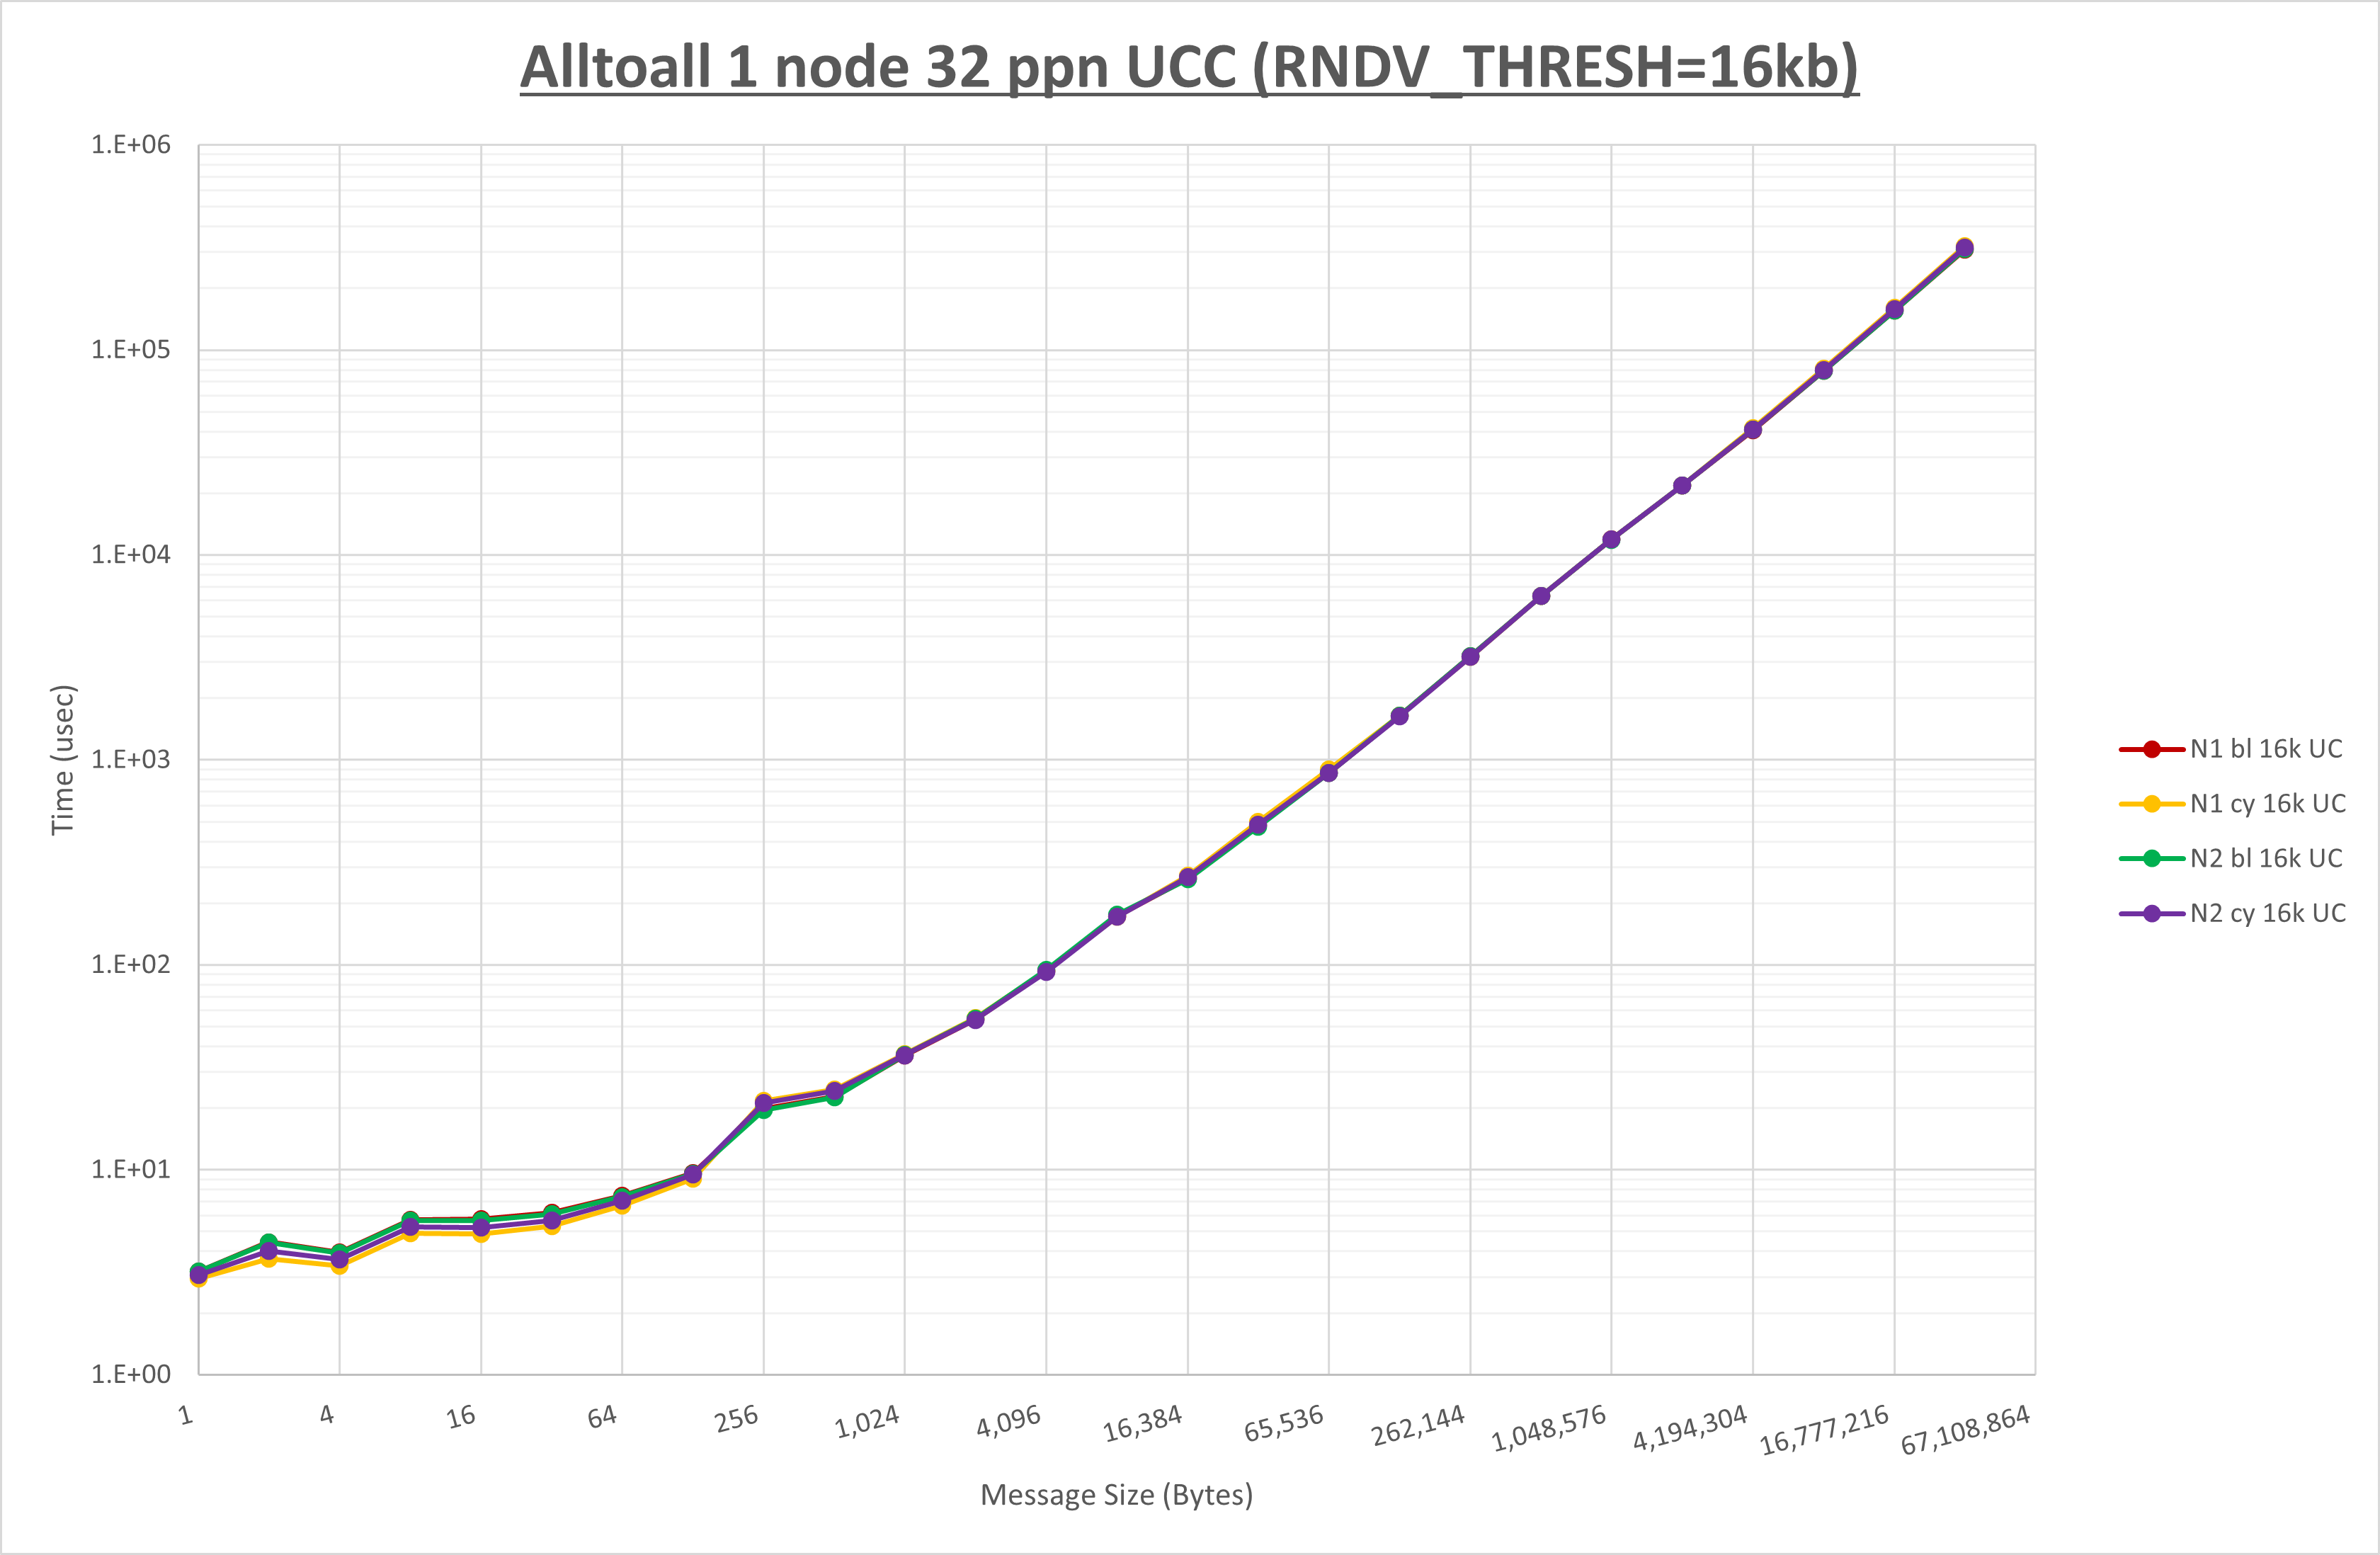 Alltoall 1 node 32 ppn UCC (RNDV_THRESH=16kb)
1.E+06
1.E+05
1.E+04
1.E+03
1.E+02
1.E+01
1.E+00
Time (usec)
1
4
16
64
256
1,024
4,096
16,384
65,536
262,144
1,048,576
4,194,304
16,777,216
67,108,864
Message Size (Bytes)
N1 bl 16k UC
N1 cy 16k UC
N2 bl 16k UC
N2 cy 16k UC